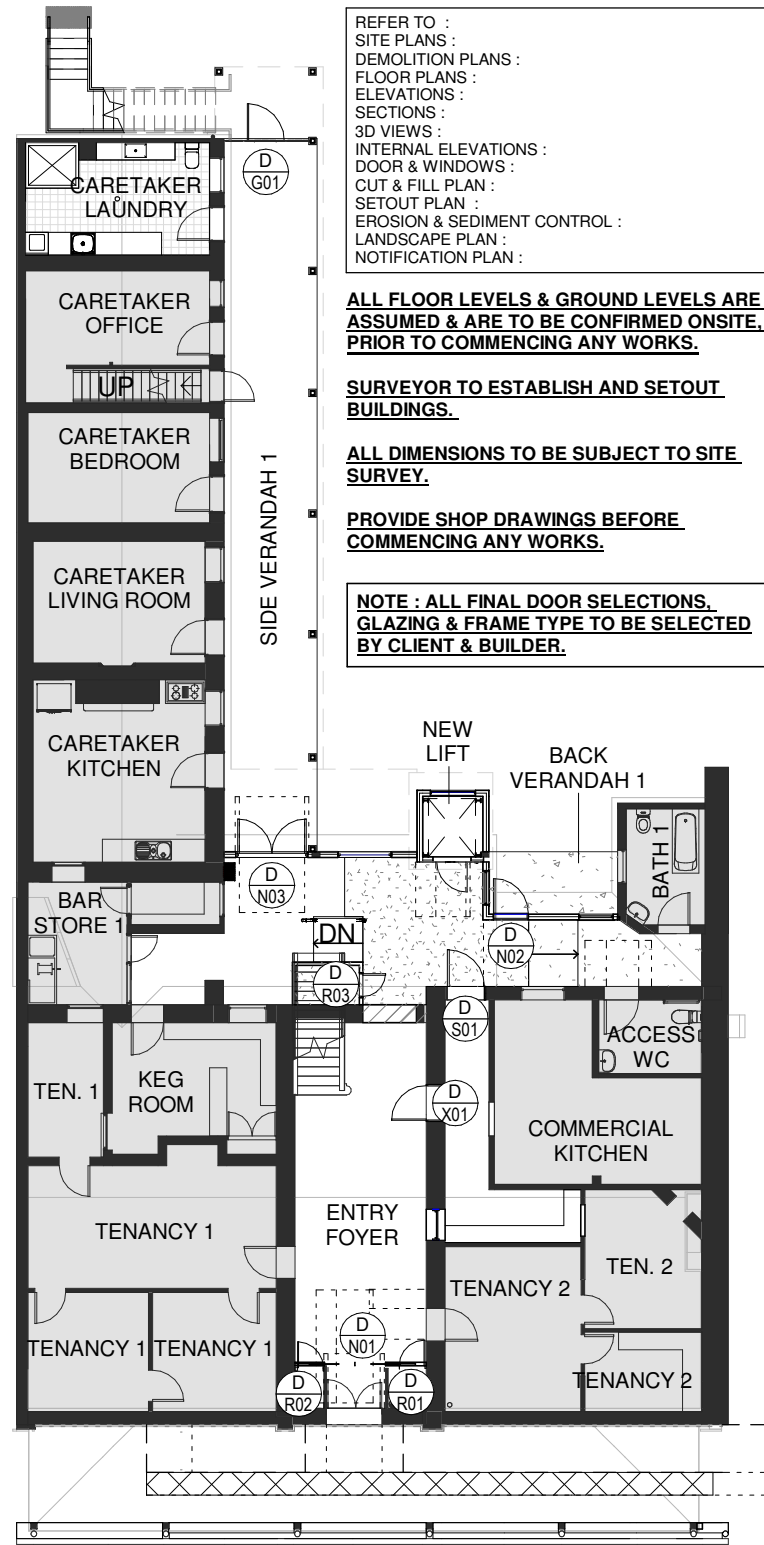 REFER TO :
SITE PLANS :
DEMOLITION PLANS :
FLOOR PLANS :
ELEVATIONS :
SECTIONS :
3D VIEWS :
INTERNAL ELEVATIONS :
DOOR & WINDOWS :
CUT & FILL PLAN :
SETOUT PLAN :
EROSION & SEDIMENT CONTROL :
LANDSCAPE PLAN :
NOTIFICATION PLAN :
ALL FLOOR LEVELS & GROUND LEVELS ARE
ASSUMED & ARE TO BE CONFIRMED ONSITE,
PRIOR TO COMMENCING ANY WORKS.
SURVEYOR TO ESTABLISH AND SETOUT
BUILDINGS.
ALL DIMENSIONS TO BE SUBJECT TO SITE
SURVEY.
PROVIDE SHOP DRAWINGS BEFORE
COMMENCING ANY WORKS.
NOTE : ALL FINAL DOOR SELECTIONS,
GLAZING & FRAME TYPE TO BE SELECTED
BY CLIENT & BUILDER.
D
G01
CARETAKER
LAUNDRY
CARETAKER
OFFICE
UP
CARETAKER
BEDROOM
SIDE VERANDAH 1
CARETAKER
LIVING ROOM
CARETAKER
KITCHEN
NEW
LIFT
BACK
VERANDAH 1
BATH 1
D
N03
BAR
STORE 1
DN
D
N02
D
R03
D
S01
ACCESS
WC
TEN. 1
KEG
ROOM
D
X01
COMMERCIAL
KITCHEN
TENANCY 1
ENTRY
FOYER
TEN. 2
TENANCY 2
TENANCY 1
TENANCY 1
D
N01
TENANCY 2
D
R02
D
R01